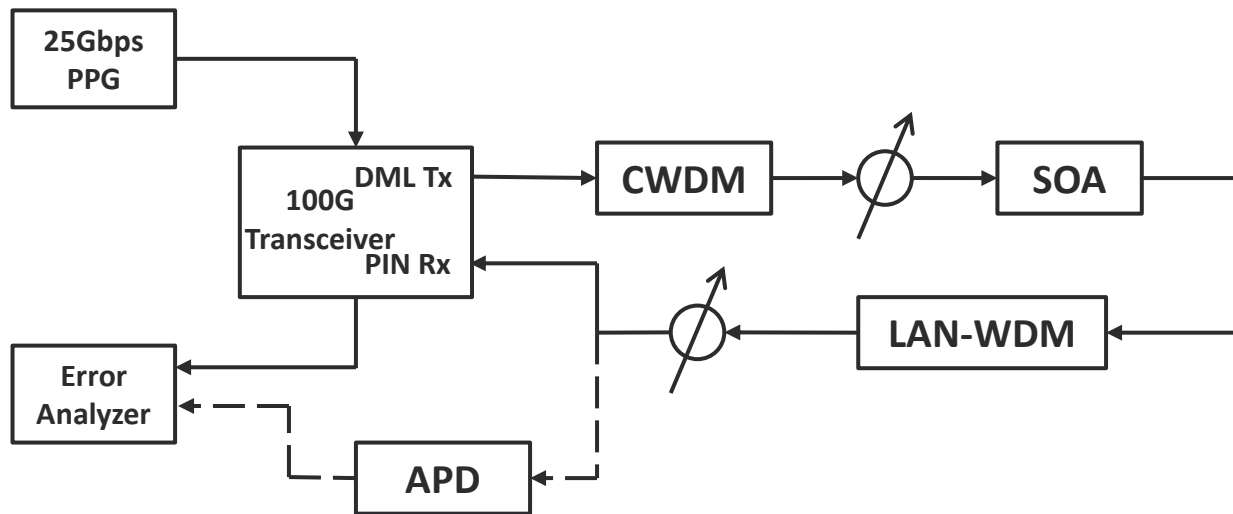 25Gbps
PPG
DML Tx
100G
Transceiver
PIN Rx
CWDM
SOA
LAN-WDM
Error
Analyzer
APD